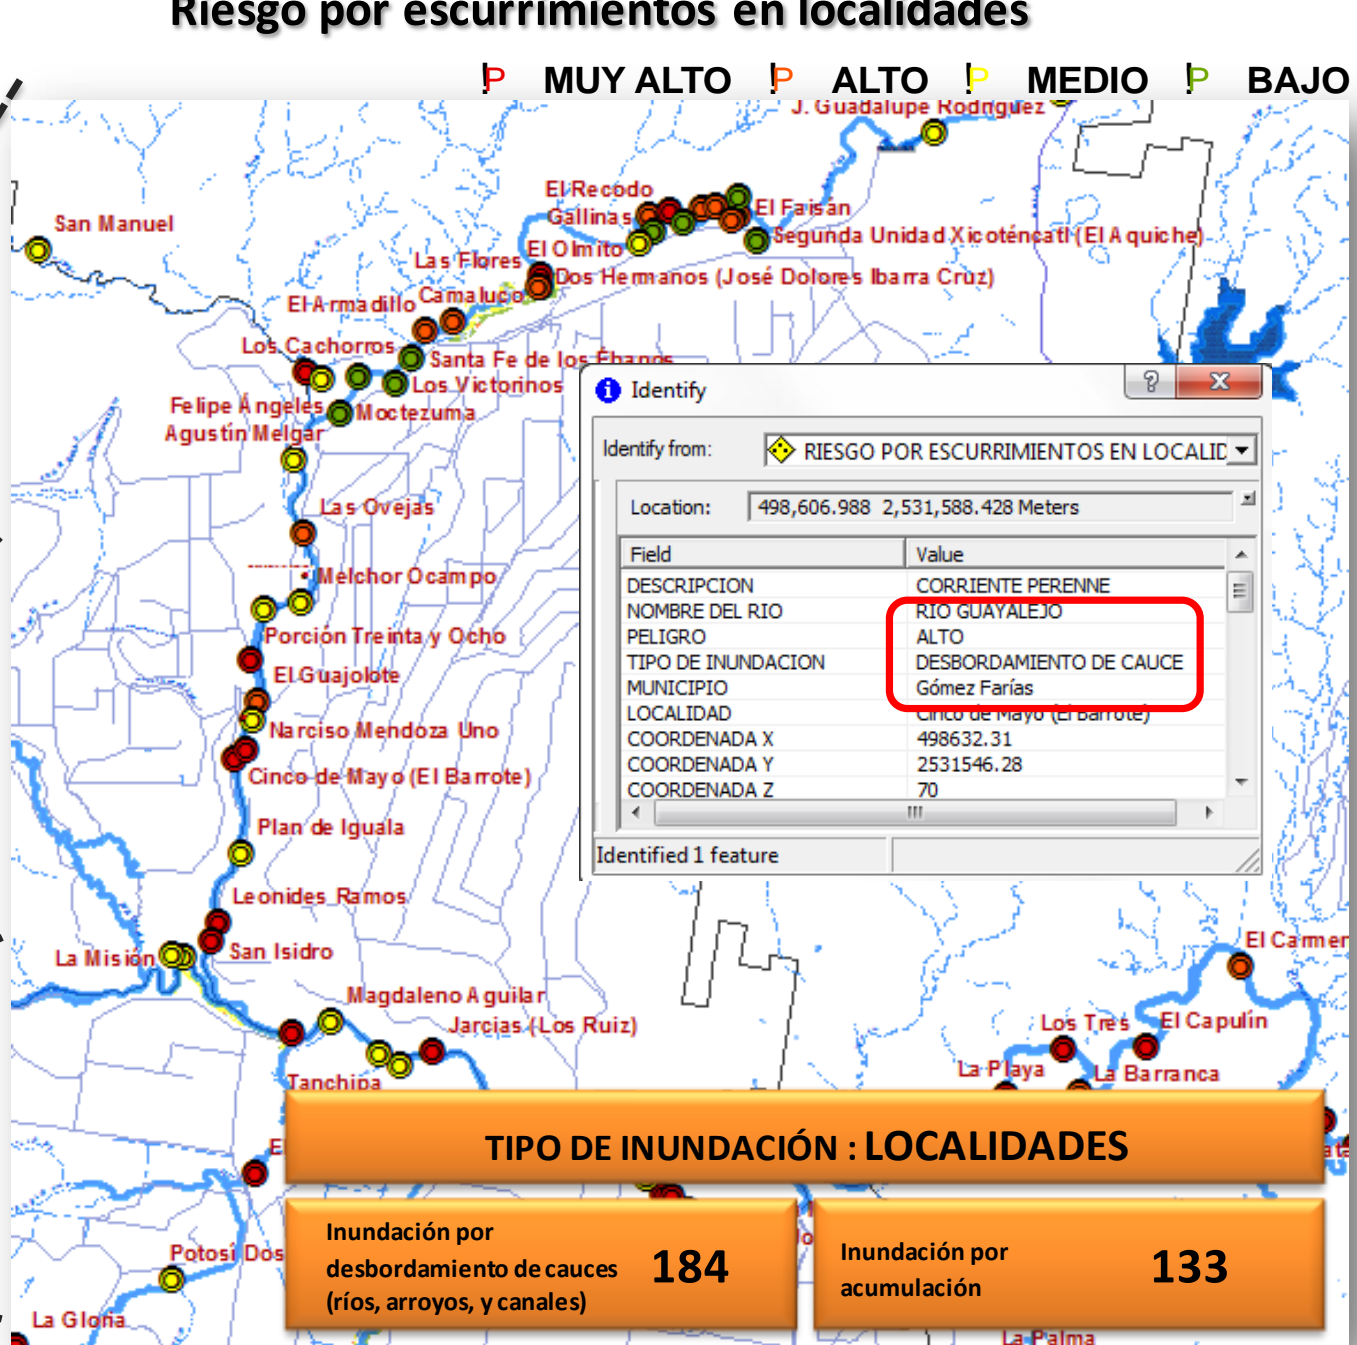 Riesgo por escurrimientos en localidades
MUY ALTO ALTO MEDIO BAJO
J. Guadalupe Rodríguez
El Recodo
Gallinas
El Faisán
San Manuel
Segunda Unidad Xicoténcatl (El Aquiche)
El Olmito
Las Flores
Dos Hermanos (José Dolores Ibarra Cruz)
El Armadillo
Camalucо
Los Cachorros
Santa Fe de los Ébanos
Los Victorinos
Felipe Ángeles
Moctezuma
Agustín Melgar
Las Ovejas
Melchor Ocampo
Porción Treinta y Ocho
El Guajolote
Narciso Mendoza Uno
Cinco de Mayo (El Barrote)
Plan de Iguala
Leonides Ramos
La Misión
San Isidro
Magdaleno Aguilar
Jarcias (Los Ruiz)
Tanchipa
Identify
Identify from:
RIESGO POR ESCURRIMIENTOS EN LOCALID
Location:
498,606.988 2,531,588.428 Meters
Field Value
DESCRIPCION CORRIENTE PERENNE
NOMBRE DEL RIO RIO GUAYALEJO
PELIGRO ALTO
TIPO DE INUNDACION DESBORDAMIENTO DE CAUCE
MUNICIPIO Gómez Farías
LOCALIDAD Cinco de Mayo (El Barrote)
COORDENADA X 498632.31
COORDENADA Y 2531546.28
COORDENADA Z 70
Identified 1 feature
El Carmen
Los Tres
El Capulín
La Playa
La Barranca
TIPO DE INUNDACIÓN : LOCALIDADES
Inundación por
desbordamiento de cauces
(ríos, arroyos, y canales)
184
Inundación por
acumulación
133
Potosí Dos
La Gloria
La Palma